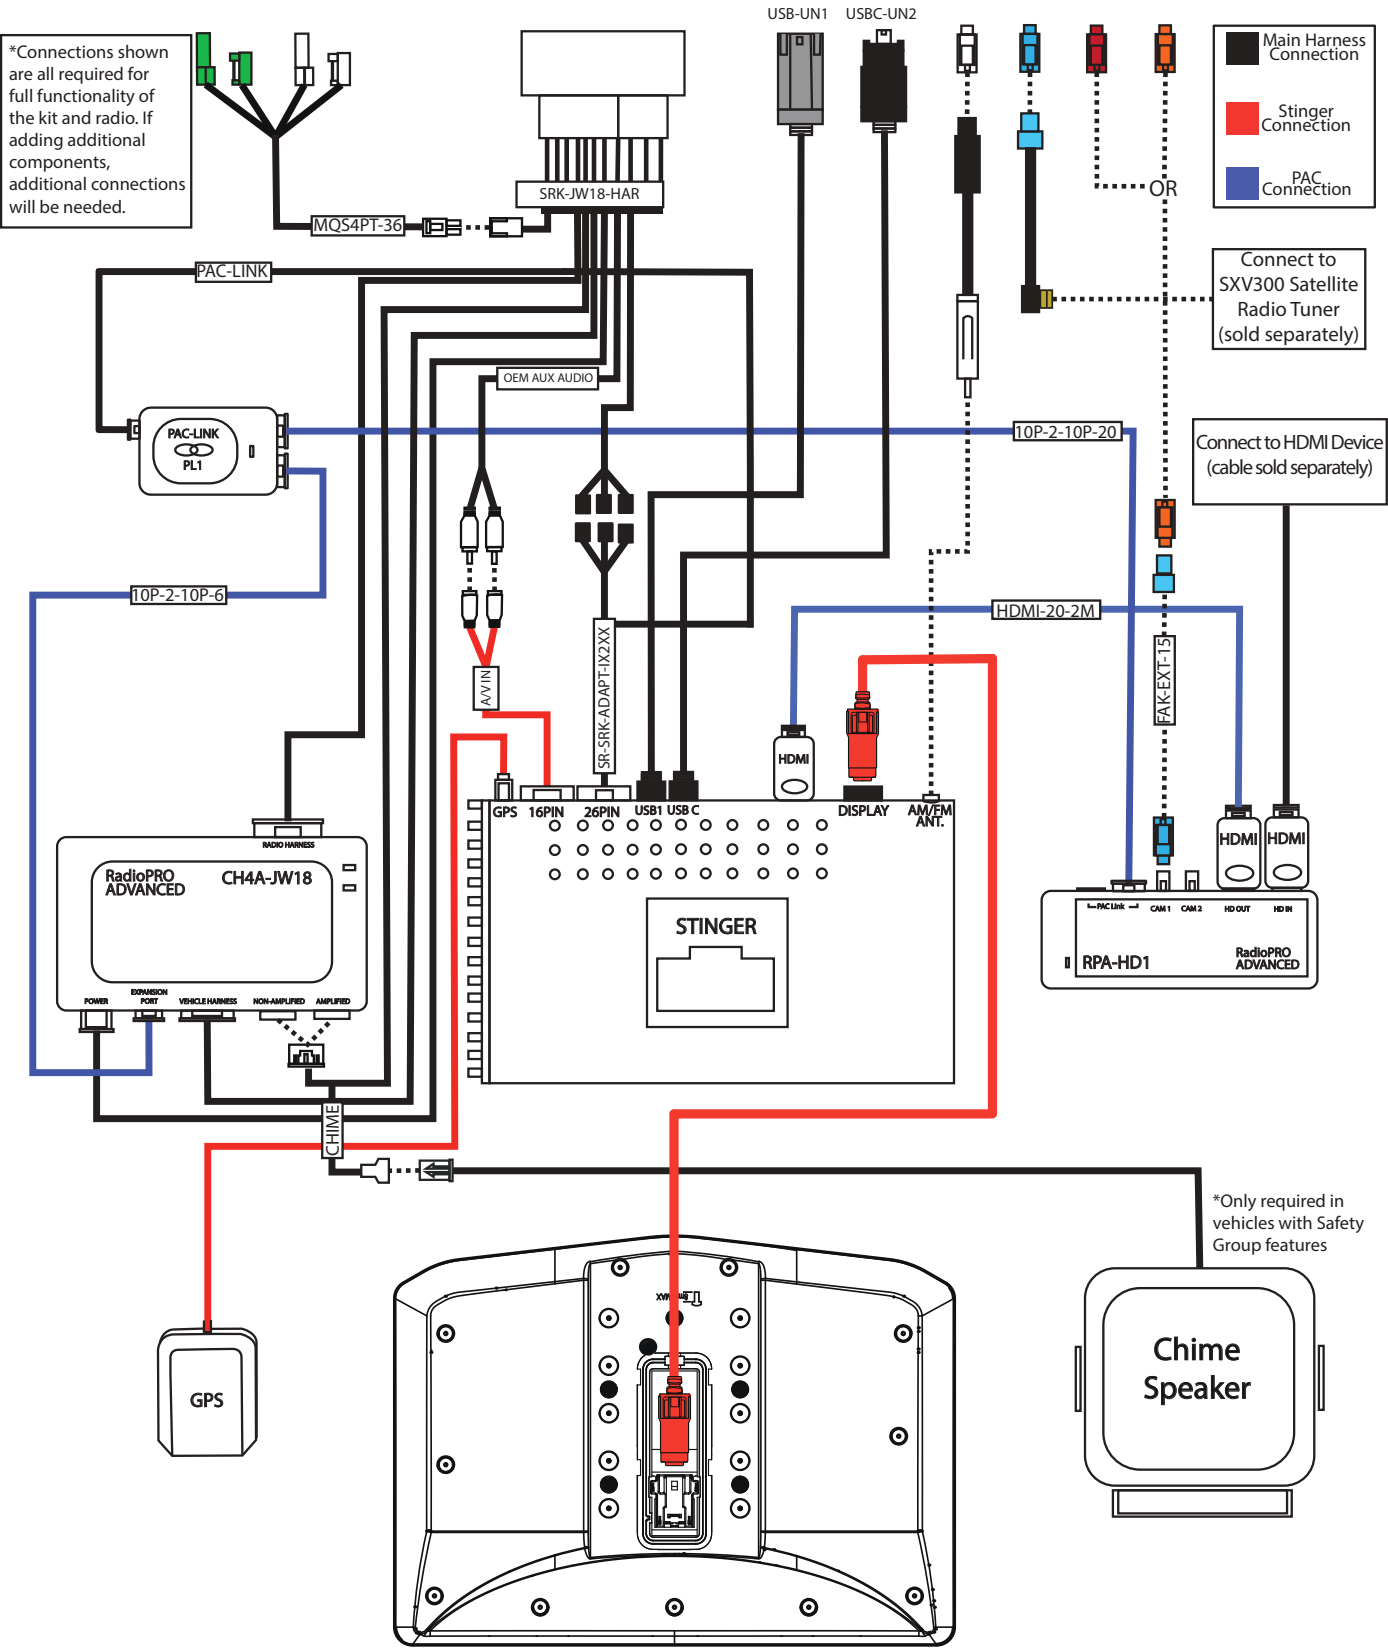 *Connections shown
are all required for
full functionality of
the kit and radio. If
adding additional
components,
additional connections
will be needed.
USB-UN1
USBC-UN2
Main Harness
Connection
Stinger
Connection
PAC
Connection
SRK-JW18-HAR
MQS4PT-36
OR
PAC-LINK
Connect to
SXV300 Satellite
Radio Tuner
(sold separately)
OEM AUX AUDIO
PAC-LINK
PL1
10P-2-10P-20
Connect to HDMI Device
(cable sold separately)
10P-2-10P-6
HDMI-20-2M
FAK-EXT-15
A/V IN
SR-SRK-ADAPT-IX2XX
HDMI
GPS
16PIN
26PIN
USB1
USB C
DISPLAY
AM/FM
ANT.
HDMI
HDMI
RADIO HARNESS
RadioPRO
ADVANCED
CH4A-JW18
STINGER
PAC Link
CAM 1
CAM 2
HD OUT
HD IN
RPA-HD1
RadioPRO
ADVANCED
POWER
EXPANSION
PORT
VEHICLE HARNESS
NON-AMPLIFIED
AMPLIFIED
CHIME
*Only required in
vehicles with Safety
Group features
GPS
Chime
Speaker